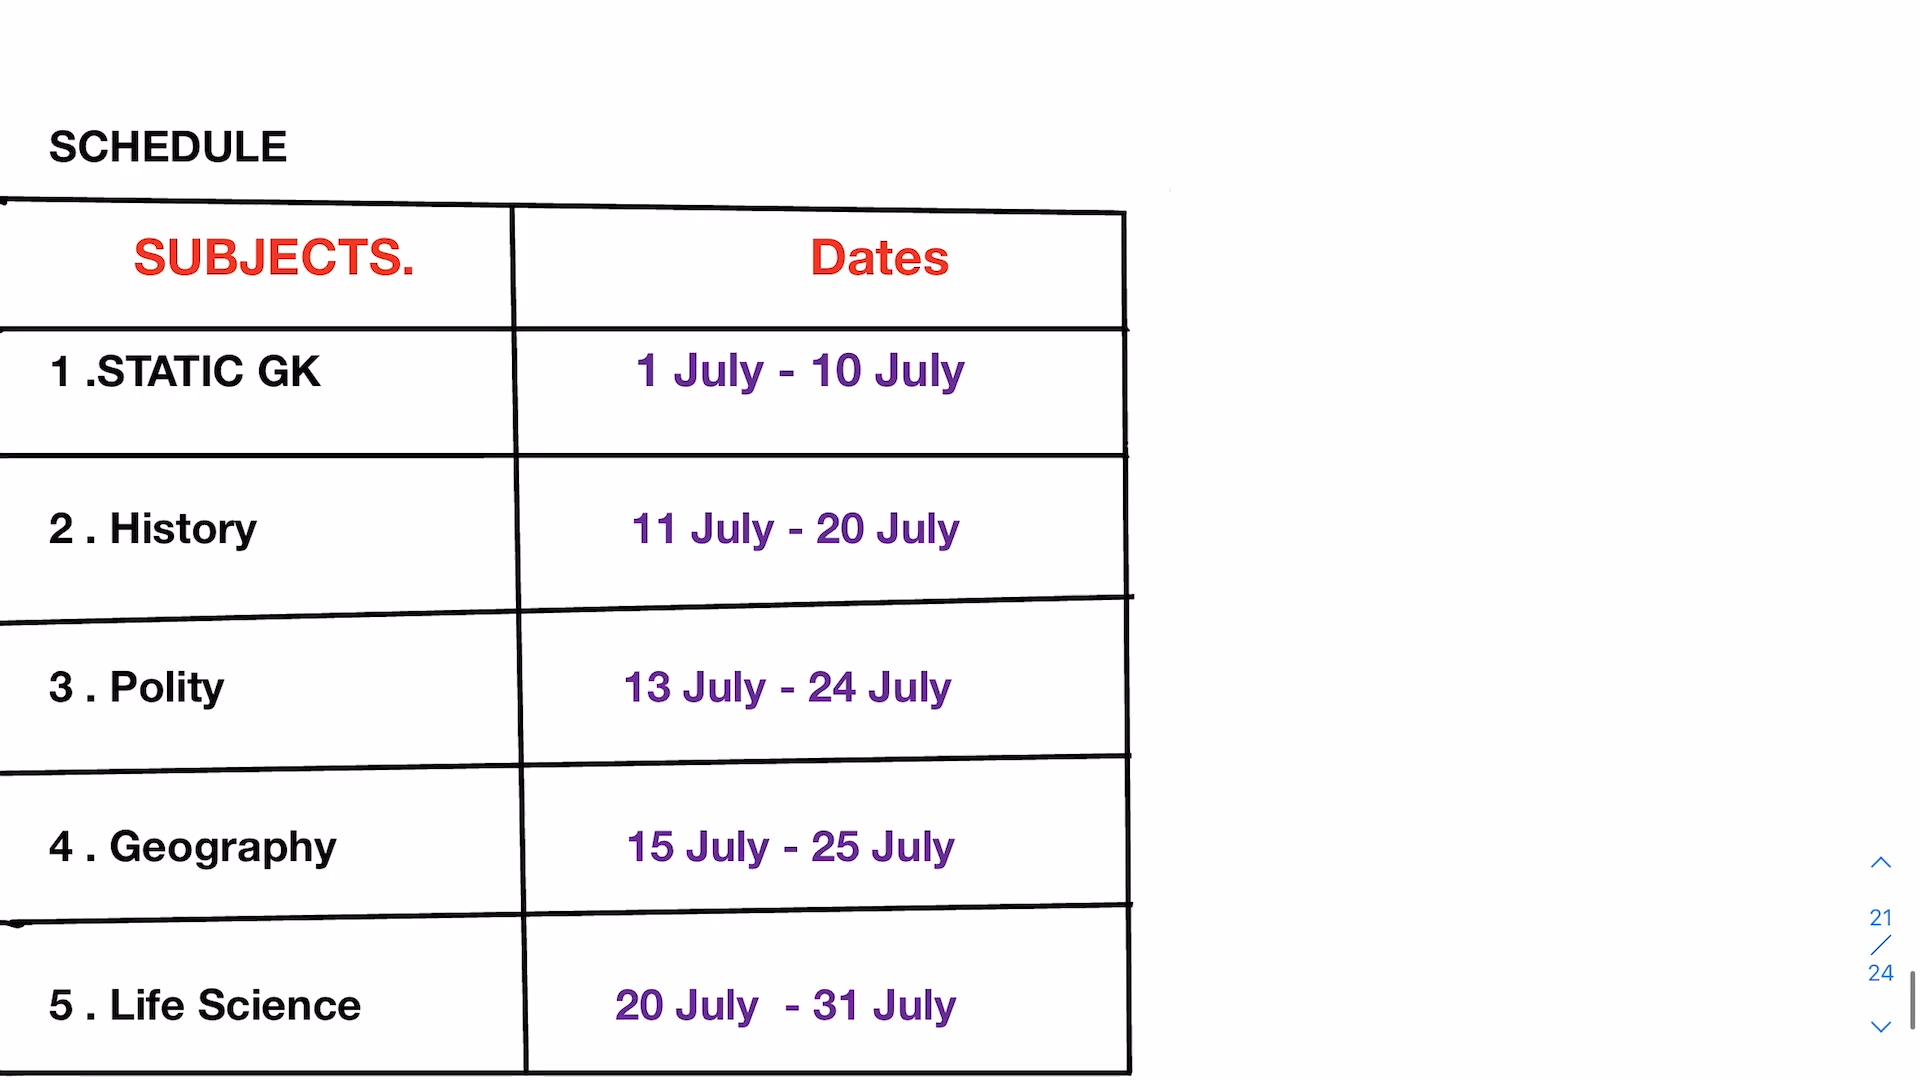 SCHEDULE
SUBJECTS. Dates
1 .STATIC GK 1 July - 10 July
2 . History 11 July - 20 July
3 . Polity 13 July - 24 July
4 . Geography 15 July - 25 July
5 . Life Science 20 July - 31 July
21
/
24